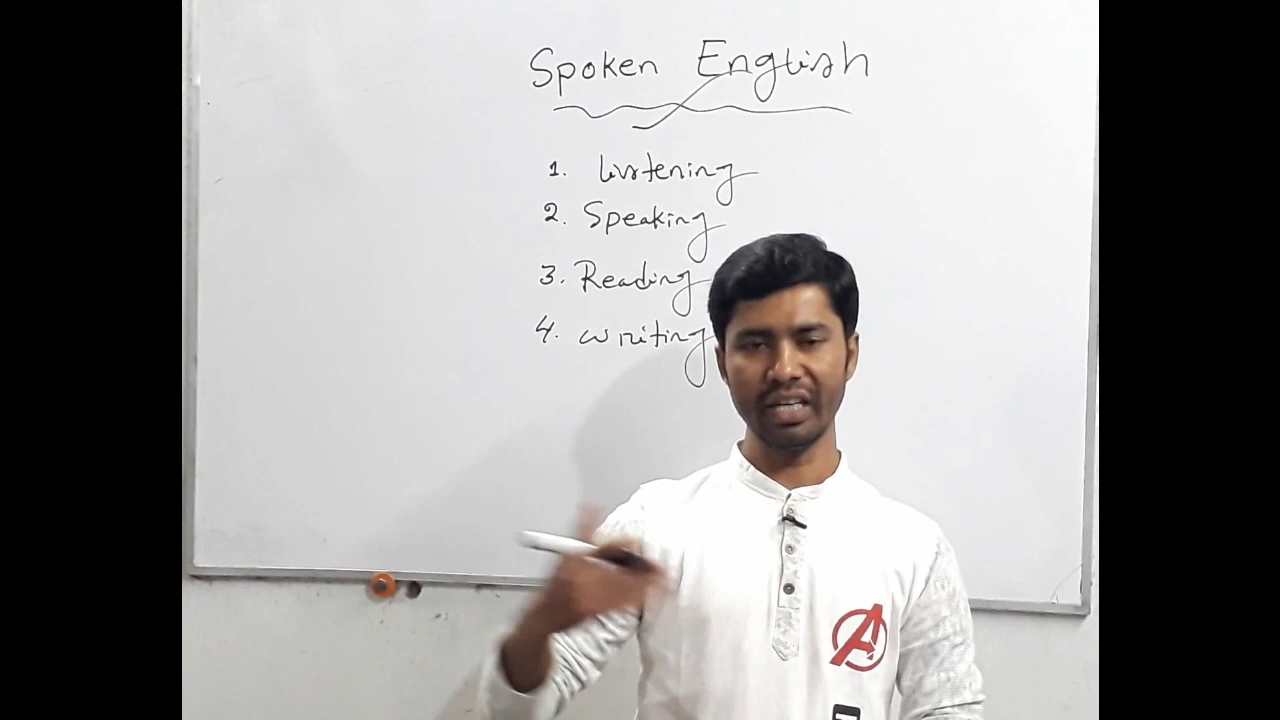 Spoken English
1. Listening
2. Speaking
3. Reading
4. writing